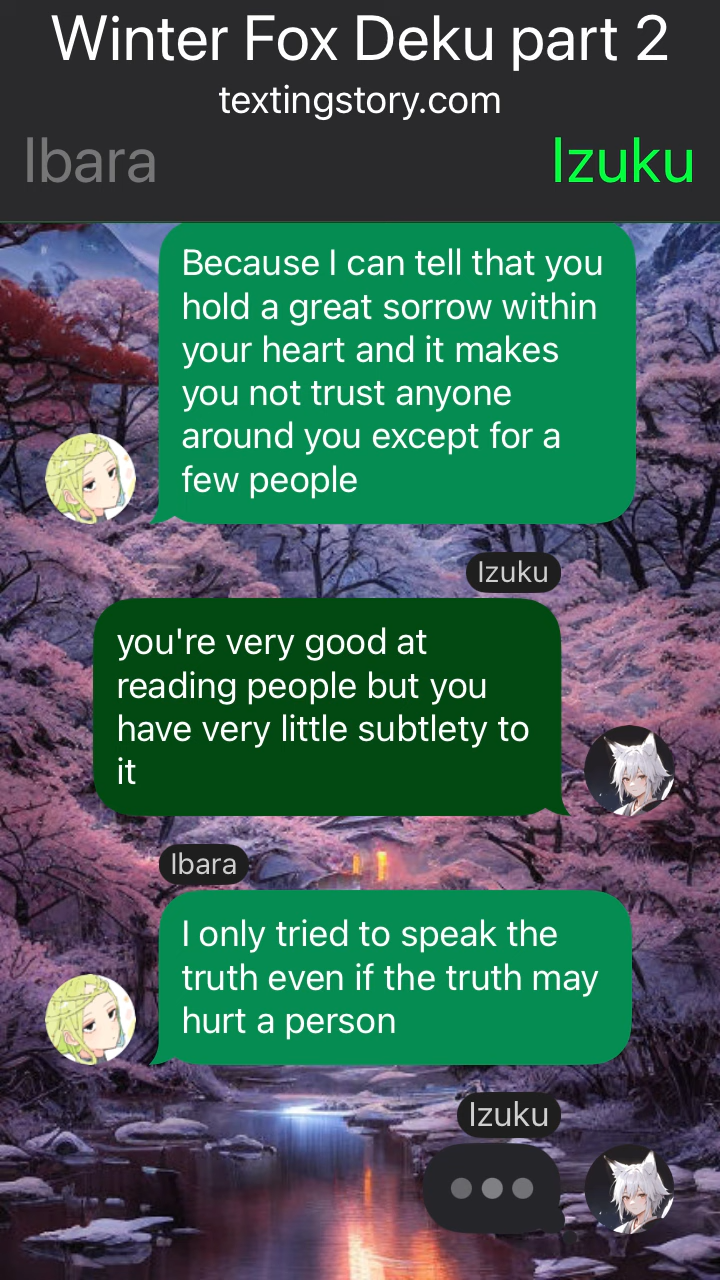 Winter Fox Deku part 2
textingstory.com
Ibara Izuku
Because I can tell that you
hold a great sorrow within
your heart and it makes
you not trust anyone
around you except for a
few people
Izuku
you're very good at
reading people but you
have very little subtlety to
it
Ibara
I only tried to speak the
truth even if the truth may
hurt a person
Izuku